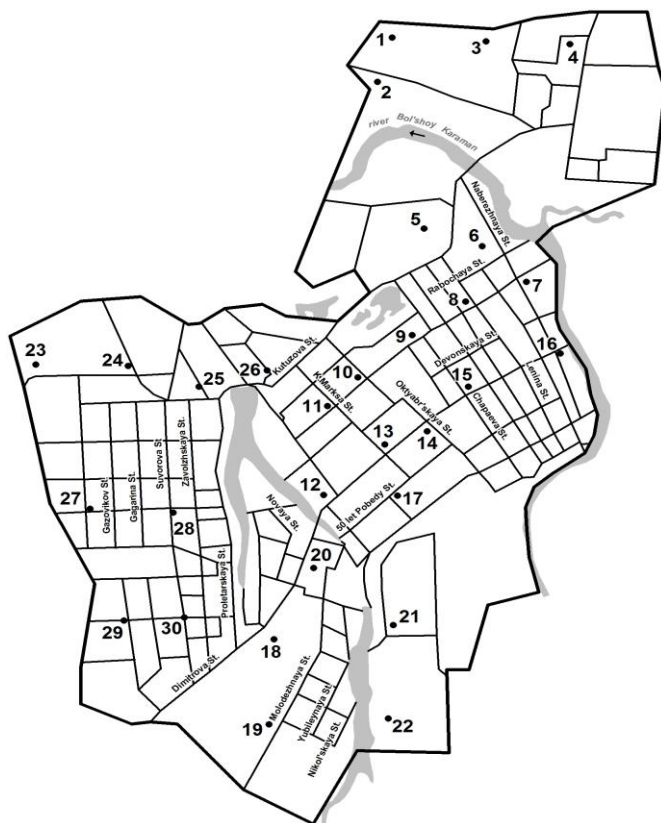 1
3
4
2
river Bol'shoy Karaman
5
6
Naberezhnaya St.
Rabochaya St.
7
8
9
Devonskaya St.
16
Lenina St.
23
24
25
26
Kutuzova St.
10
K.Marksa St.
11
Oktyabr'skaya St.
15
Chapaeva St.
13
14
12
17
50 let Pobedy St.
Novaya St.
Zavolzhskaya St.
Suvorova St.
Gagarina St.
Gazovikov St.
27
28
20
Proletarskaya St.
29
30
Dimitrova St.
18
21
19
Molodezhnaya St.
Yubileynaya St.
Nikol'skaya St.
22